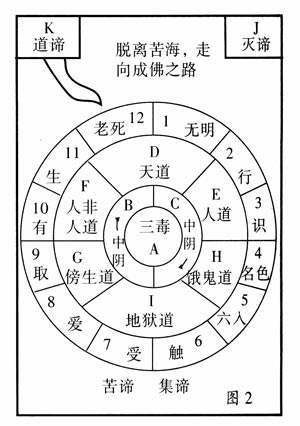 K
道谛
J
灭谛
脱离苦海，走
向成佛之路
老死 12
1 无明
2 行
3 识
4 名色
5 六入
6 触
7 受
8 爱
9 取
10 有
11 生
D
天道
E
人道
F
人非
人道
G
傍生道
H
饿鬼道
I
地狱道
B
中
阴
C
中
阴
三毒
A
苦谛 集谛
图2